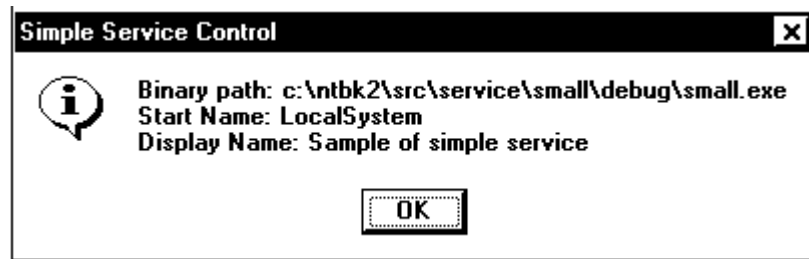 Simple Service Control
Binary path: c:\ntbk2\src\service\small\debug\small.exe
Start Name: LocalSystem
Display Name: Sample of simple service
OK